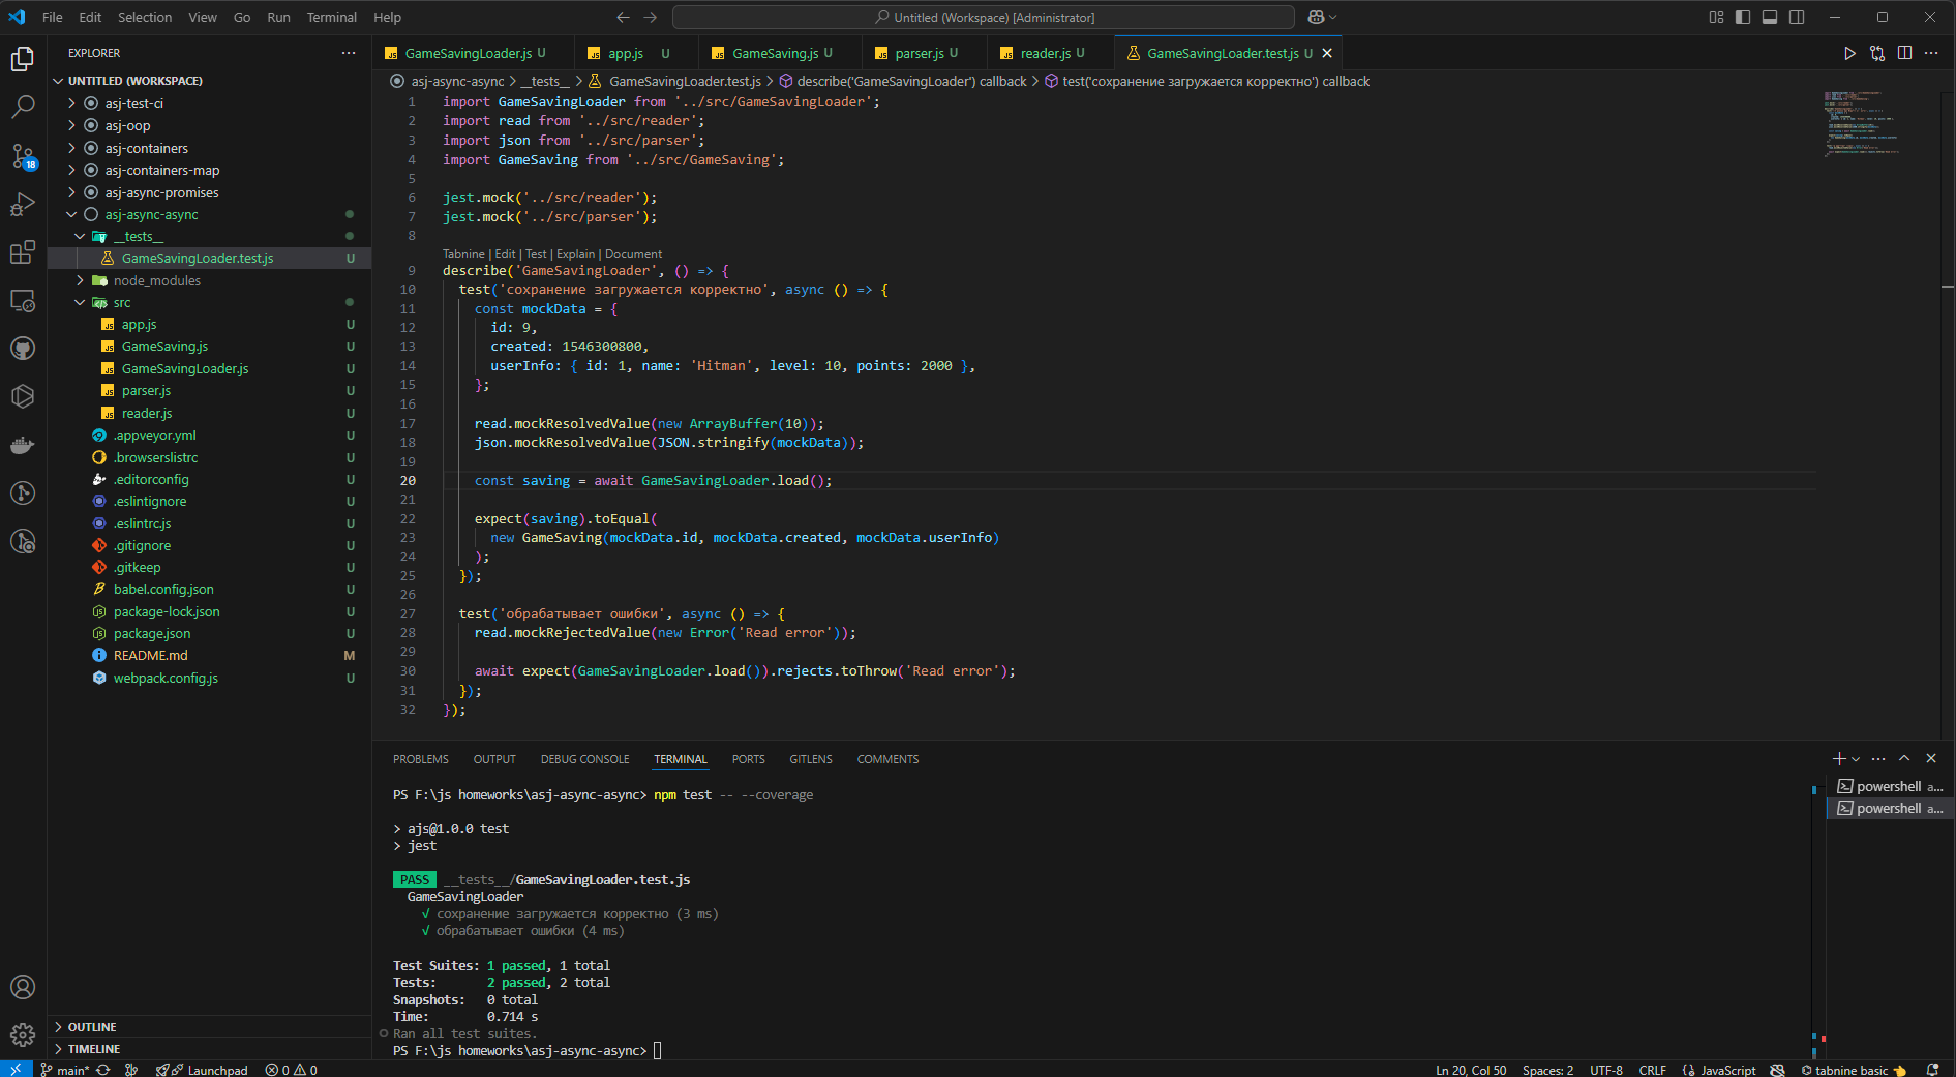 File Edit Selection View Go Run Terminal Help
Untitled (Workspace) [Administrator]
EXPLORER
UNTITLED (WORKSPACE)
asj-test-ci
asj-oop
asj-containers
asj-containers-map
asj-async-promises
asj-async-async
__tests__
GameSavingLoader.test.js U
node_modules
src
app.js U
GameSaving.js U
GameSavingLoader.js U
parser.js U
reader.js U
.appveyor.yml U
.browserslistrc U
.editorconfig U
.eslintignore U
.eslintrc.js U
.gitignore U
.gitkeep U
babel.config.json U
package-lock.json U
package.json U
README.md M
webpack.config.js U
OUTLINE
TIMELINE
18
GameSavingLoader.js U app.js U GameSaving.js U parser.js U reader.js U GameSavingLoader.test.js U
asj-async-async > __tests__ > GameSavingLoader.test.js > describe('GameSavingLoader') callback > test('сохранение загружается корректно') callback
1 import GameSavingLoader from '../src/GameSavingLoader';
2 import read from '../src/reader';
3 import json from '../src/parser';
4 import GameSaving from '../src/GameSaving';
5
6 jest.mock('../src/reader');
7 jest.mock('../src/parser');
8
Tabnine | Edit | Test | Explain | Document
9 describe('GameSavingLoader', () => {
10 test('сохранение загружается корректно', async () => {
11 const mockData = {
12 id: 9,
13 created: 1546300800,
14 userInfo: { id: 1, name: 'Hitman', level: 10, points: 2000 },
15 };
16
17 read.mockResolvedValue(new ArrayBuffer(10));
18 json.mockResolvedValue(JSON.stringify(mockData));
19
20 const saving = await GameSavingLoader.load();
21
22 expect(saving).toEqual(
23 new GameSaving(mockData.id, mockData.created, mockData.userInfo)
24 );
25 });
26
27 test('обрабатывает ошибки', async () => {
28 read.mockRejectedValue(new Error('Read error'));
29
30 await expect(GameSavingLoader.load()).rejects.toThrow('Read error');
31 });
32 });
PROBLEMS OUTPUT DEBUG CONSOLE TERMINAL PORTS GITLENS COMMENTS
PS F:\js homeworks\asj-async-async> npm test -- --coverage
> ajs@1.0.0 test
> jest
PASS __tests__/GameSavingLoader.test.js
GameSavingLoader
√ сохранение загружается корректно (3 ms)
√ обрабатывает ошибки (4 ms)
Test Suites: 1 passed, 1 total
Tests: 2 passed, 2 total
Snapshots: 0 total
Time: 0.714 s
Ran all test suites.
PS F:\js homeworks\asj-async-async>
powershell a...
powershell a...
main* Launchpad 0 0 Ln 20, Col 50 Spaces: 2 UTF-8 CRLF {} JavaScript tabnine basic